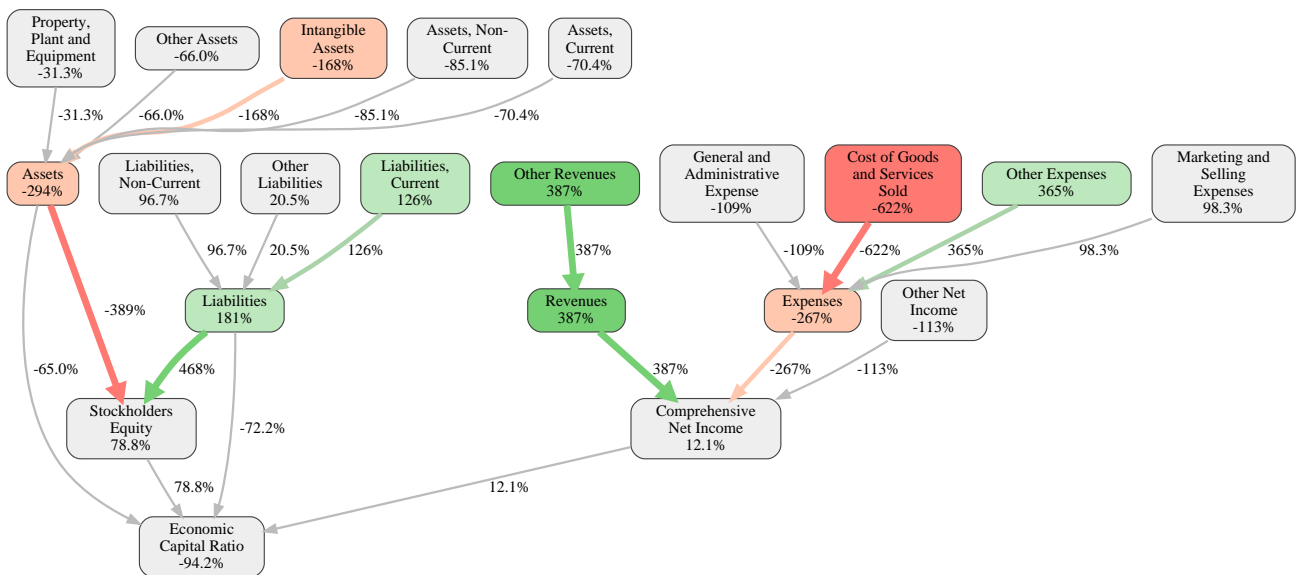 Property,
Plant and
Equipment
-31.3%
Other Assets
-66.0%
Intangible
Assets
-168%
Assets, Non-
Current
-85.1%
Assets,
Current
-70.4%
-31.3%
-66.0%
-168%
-85.1%
-70.4%
Assets
-294%
Liabilities,
Non-Current
96.7%
Other
Liabilities
20.5%
Liabilities,
Current
126%
Other Revenues
387%
General and
Administrative
Expense
-109%
Cost of Goods
and Services
Sold
-622%
Other Expenses
365%
Marketing and
Selling
Expenses
98.3%
96.7%
20.5%
126%
387%
-109%
-622%
365%
98.3%
Liabilities
181%
Revenues
387%
Expenses
-267%
Other Net
Income
-113%
-389%
-65.0%
468%
-72.2%
387%
-267%
-113%
Stockholders
Equity
78.8%
Comprehensive
Net Income
12.1%
78.8%
12.1%
Economic
Capital Ratio
-94.2%